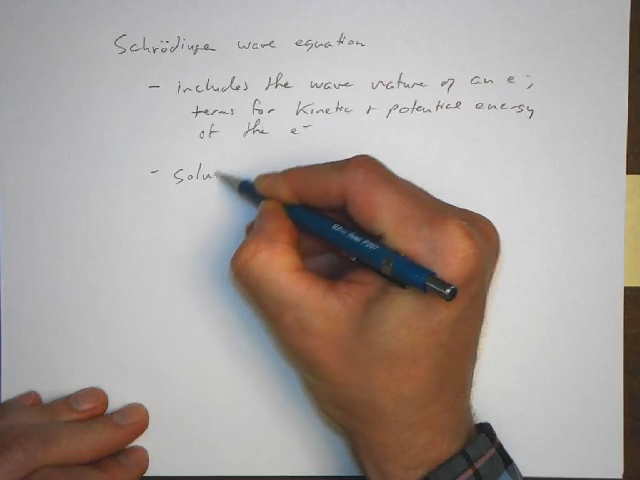 Schrödinger wave equation
- includes the wave nature of an e;
terms for kinetic + potential energy
of the e⁻
- Solu